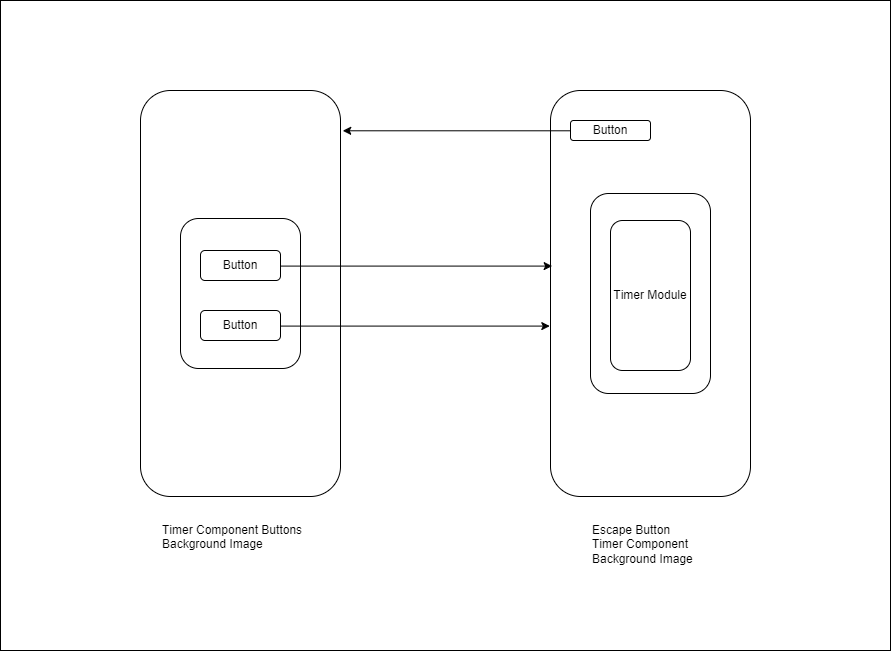 Button
Button
Button
Timer Module
Timer Component Buttons
Background Image
Escape Button
Timer Component
Background Image